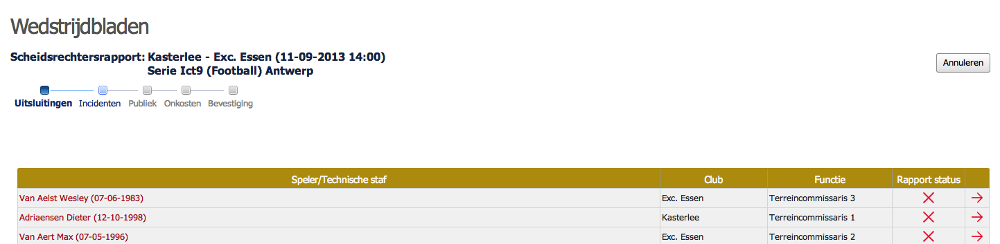 Wedstrijdbladen
Scheidsrechtersrapport: Kasterlee - Exc. Essen (11-09-2013 14:00)
Serie Ict9 (Football) Antwerp
Annuleren
Uitsluitingen Incidenten Publiek Onkosten Bevestiging
Speler/Technische staf Club Functie Rapport status
Van Aelst Wesley (07-06-1983) Exc. Essen Terreincommissaris 3
Adriaensen Dieter (12-10-1998) Kasterlee Terreincommissaris 1
Van Aert Max (07-05-1996) Exc. Essen Terreincommissaris 2